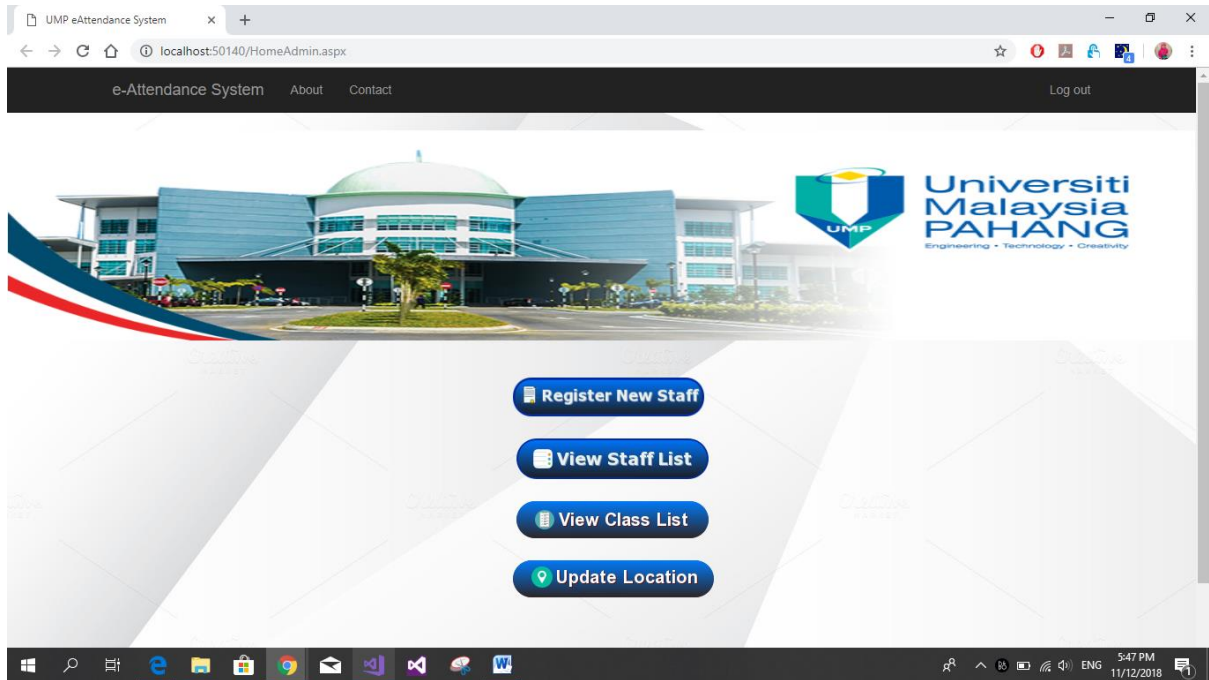 UMP eAttendance System
localhost:50140/HomeAdmin.aspx
4
e-Attendance System About Contact Log out
UMP
Universiti
Malaysia
PAHANG
Engineering • Technology • Creativity
Register New Staff
View Staff List
View Class List
Update Location
ENG
5:47 PM
11/12/2018
1